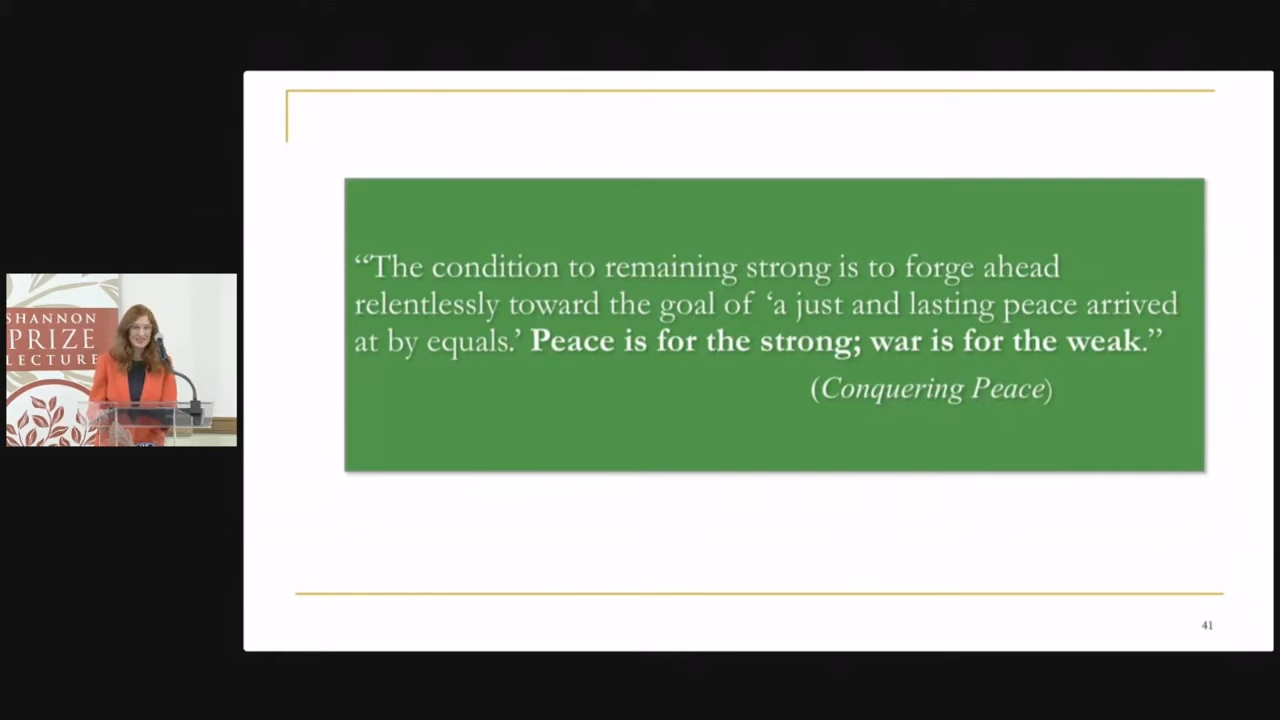 SHANNON
PRIZE
LECTURE
“The condition to remaining strong is to forge ahead
relentlessly toward the goal of ‘a just and lasting peace arrived
at by equals.’ Peace is for the strong; war is for the weak.”
(Conquering Peace)
41